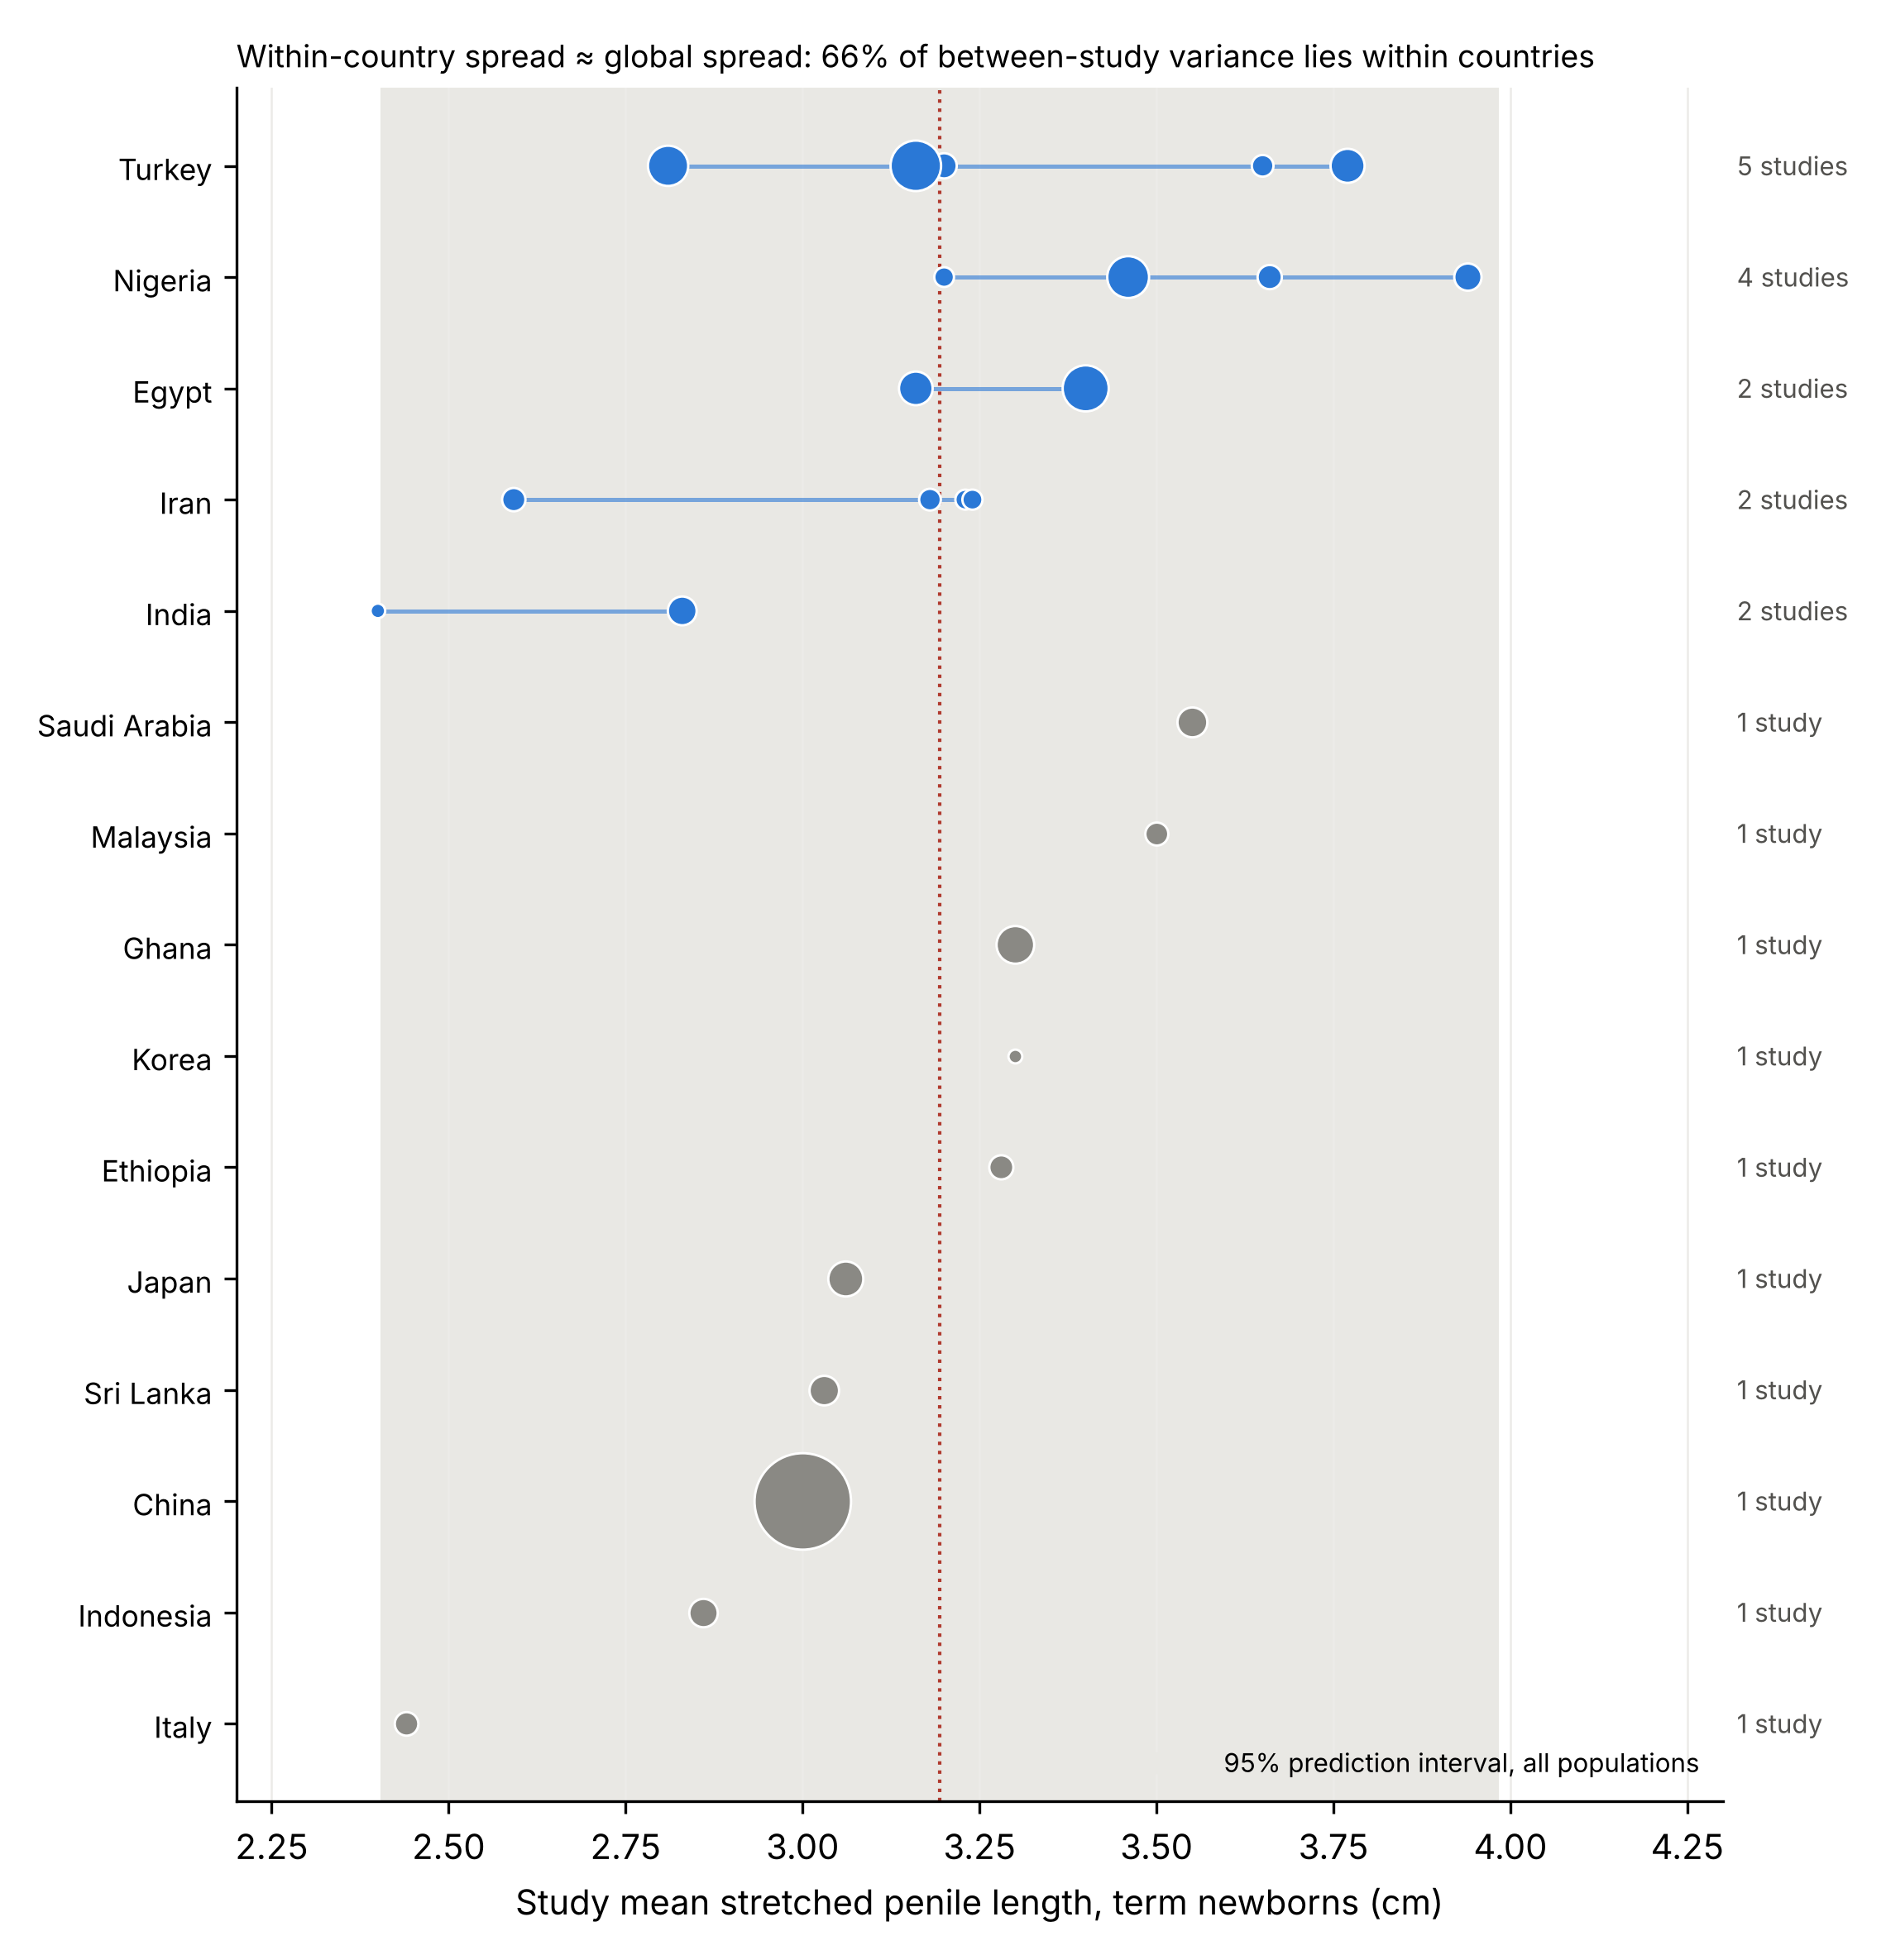 Within-country spread ≈ global spread: 66% of between-study variance lies within countries
Turkey 5 studies
Nigeria 4 studies
Egypt 2 studies
Iran 2 studies
India 2 studies
Saudi Arabia 1 study
Malaysia 1 study
Ghana 1 study
Korea 1 study
Ethiopia 1 study
Japan 1 study
Sri Lanka 1 study
China 1 study
Indonesia 1 study
Italy 1 study
95% prediction interval, all populations
2.25 2.50 2.75 3.00 3.25 3.50 3.75 4.00 4.25
Study mean stretched penile length, term newborns (cm)